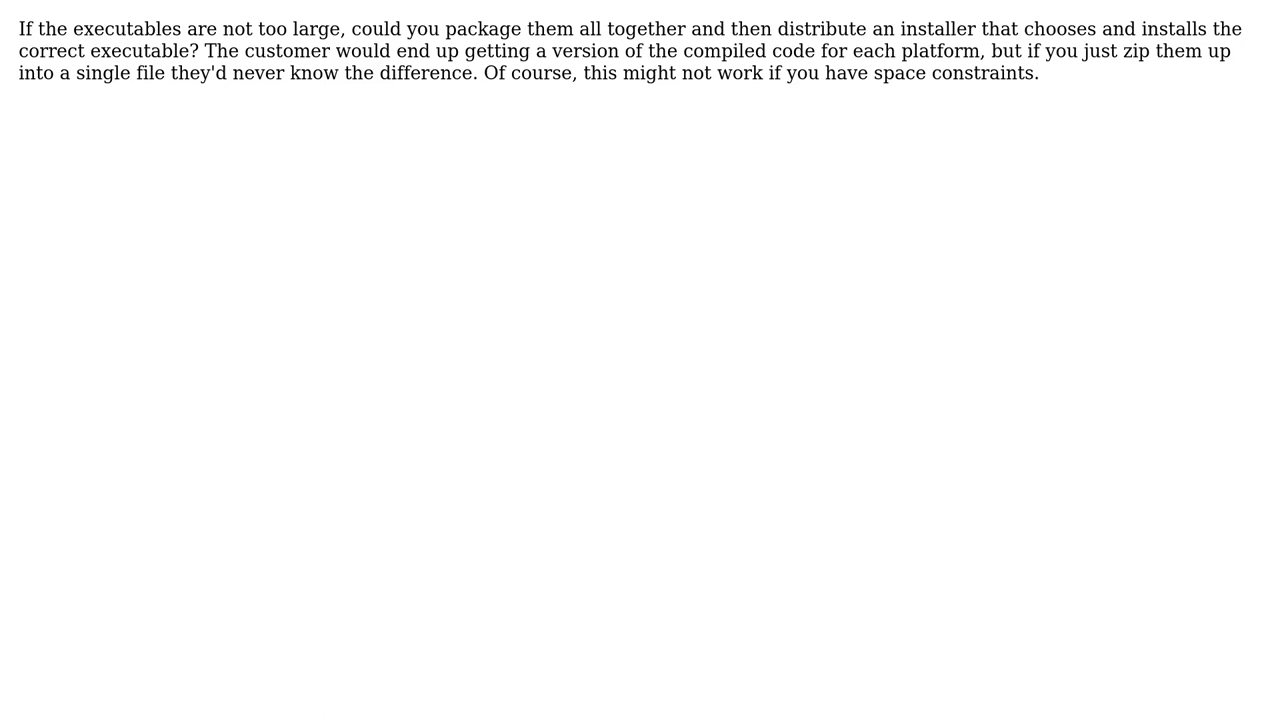 If the executables are not too large, could you package them all together and then distribute an installer that chooses and installs the
correct executable? The customer would end up getting a version of the compiled code for each platform, but if you just zip them up
into a single file they'd never know the difference. Of course, this might not work if you have space constraints.